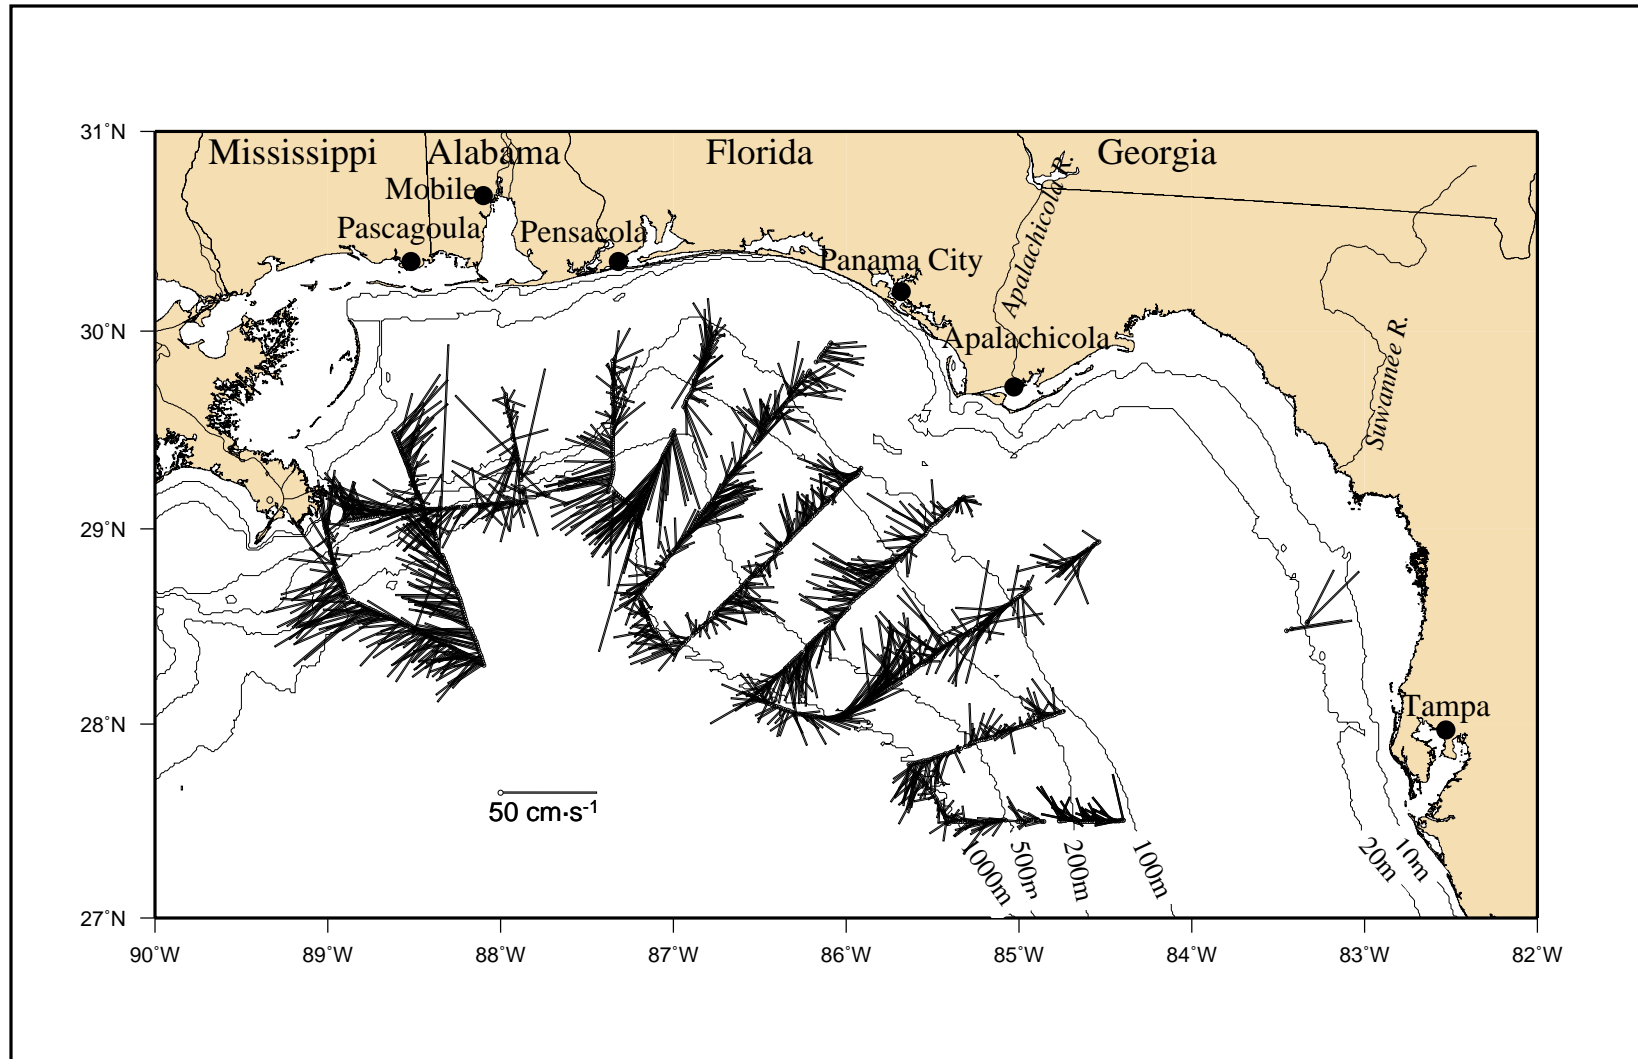 31°N
Mississippi Alabama Florida Georgia
Mobile
Pascagoula Pensacola
Apalachicola R.
Panama City
30°N
Apalachicola
Suwannee R.
29°N
28°N
Tampa
50 cm·s⁻¹
1000m 500m 200m 100m 20m 10m
27°N
90°W 89°W 88°W 87°W 86°W 85°W 84°W 83°W 82°W